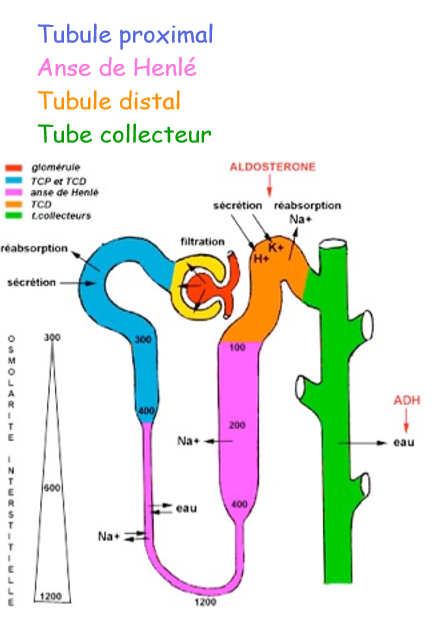 Tubule proximal
Anse de Henlé
Tubule distal
Tube collecteur
glomérule
TCP et TCD
anse de Henlé
TCD
t.collecteurs
ALDOSTERONE
sécrétion
réabsorption
Na+
K+
H+
filtration
réabsorption
sécrétion
OSMOLARITE INTERSTITIELLE
300
600
1200
300
400
100
200
400
Na+
eau
Na+
1200
ADH
eau